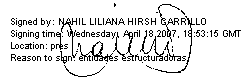 Signed by: NAHIL LILIANA HIRSH CARRILLO
Signing time: Wednesday, April 18 2007, 18:53:15 GMT
Location: pres
Reason to sign: entidades estructuradoras